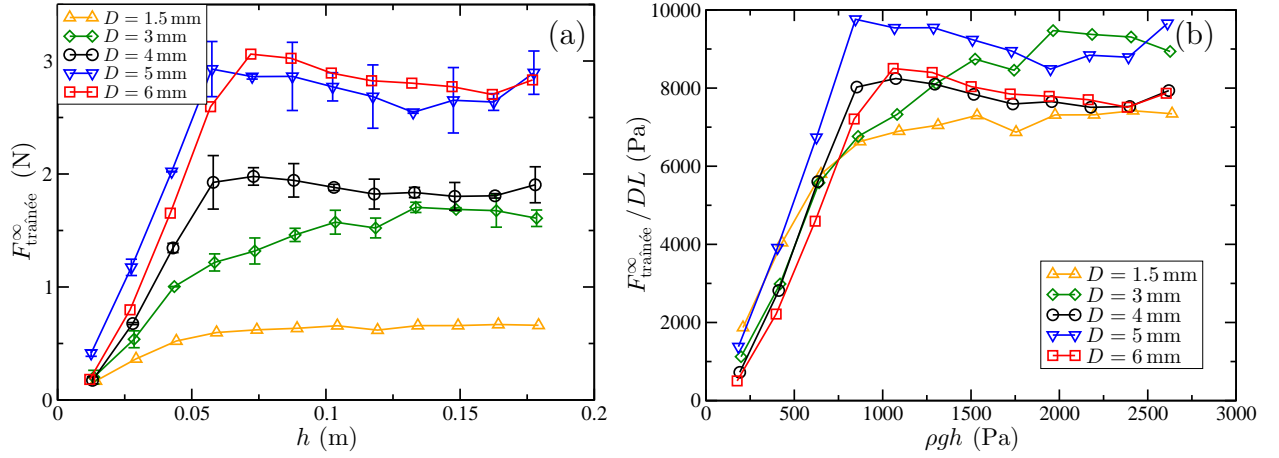 (a)
D = 1.5 mm
D = 3 mm
D = 4 mm
D = 5 mm
D = 6 mm
3
2
1
0
0
0.05
0.1
0.15
0.2
h (m)
F∞traînée (N)
(b)
10000
8000
6000
4000
2000
0
0
500
1000
1500
2000
2500
3000
ρgh (Pa)
F∞traînée/DL (Pa)
D = 1.5 mm
D = 3 mm
D = 4 mm
D = 5 mm
D = 6 mm